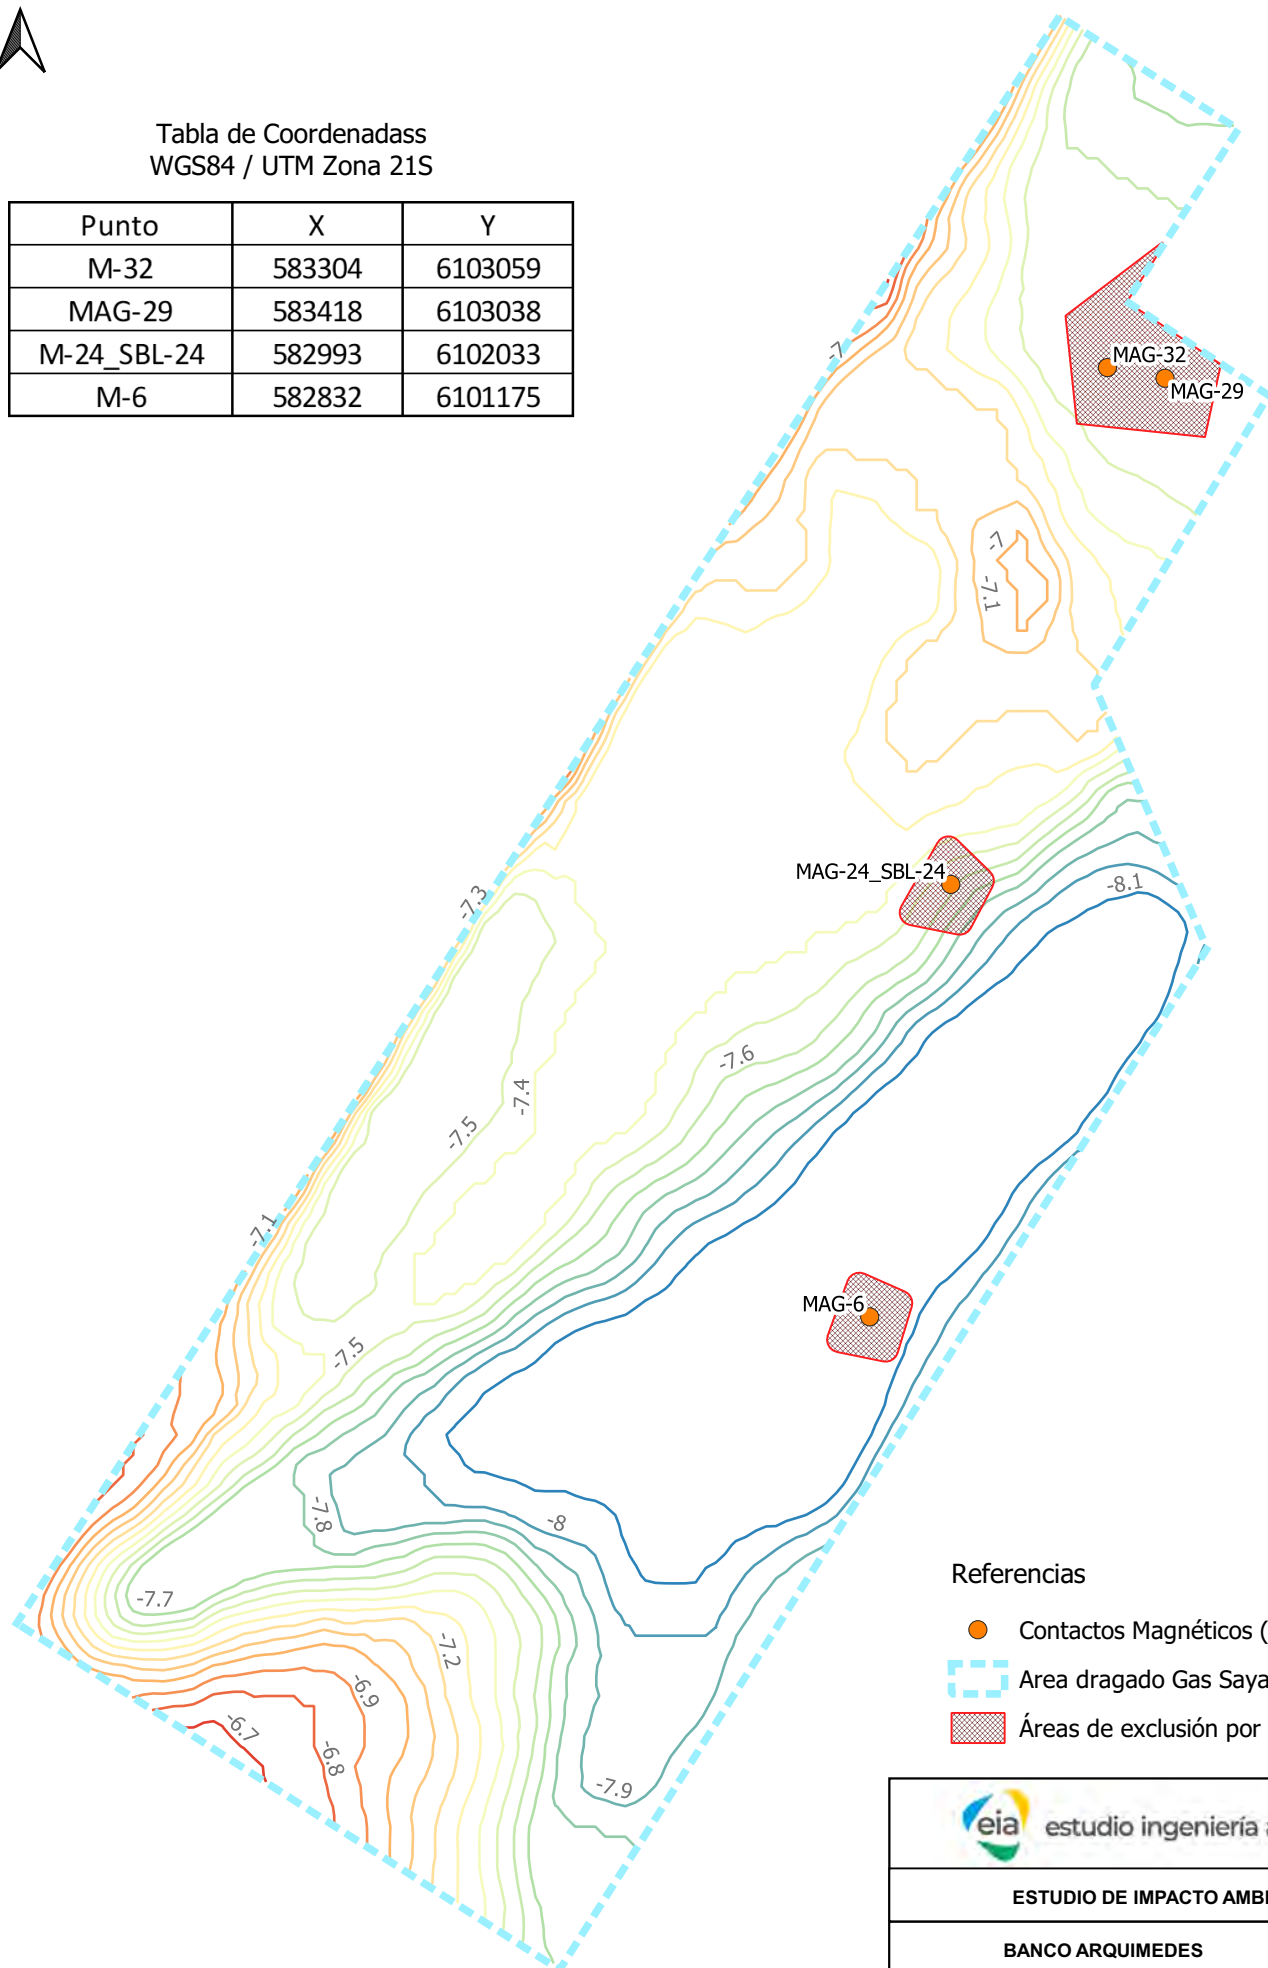 Tabla de Coordenadass
WGS84 / UTM Zona 21S
Punto X Y
M-32 583304 6103059
MAG-29 583418 6103038
M-24_SBL-24 582993 6102033
M-6 582832 6101175
-7
MAG-32
MAG-29
-7
-7.1
MAG-24_SBL-24
-8.1
-7.3
-7.6
-7.4
-7.5
-7.1
MAG-6
-7.5
-7.8
-8
-7.7
-7.2
-6.9
-6.7
-6.8
-7.9
Referencias
Contactos Magnéticos (
Area dragado Gas Saya
Áreas de exclusión por
eia estudio ingeniería
ESTUDIO DE IMPACTO AMB
BANCO ARQUIMEDES